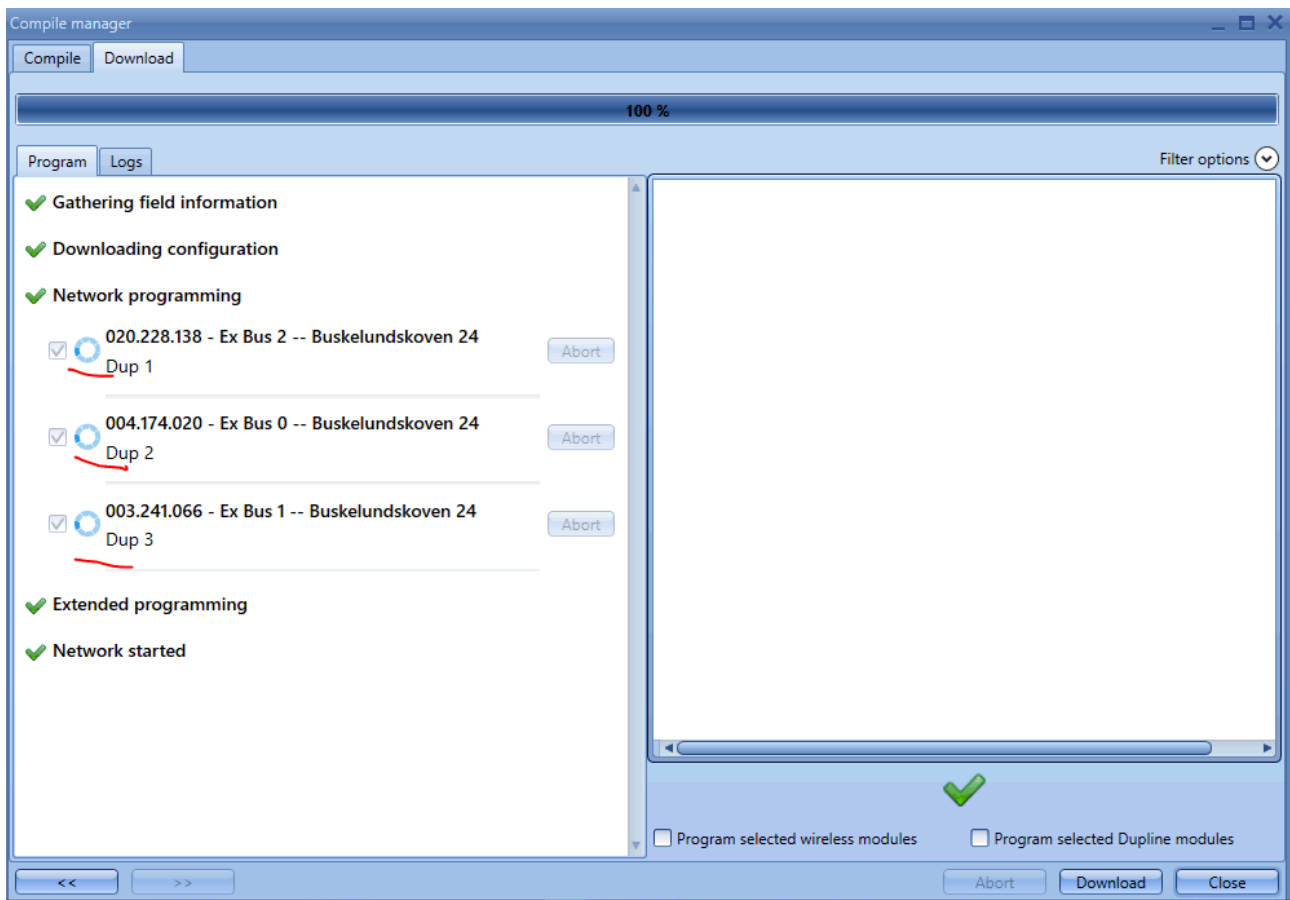 Compile manager
Compile Download
100 %
Program Logs
Filter options
Gathering field information
Downloading configuration
Network programming
020.228.138 - Ex Bus 2 -- Buskelundskoven 24
Dup 1
Abort
004.174.020 - Ex Bus 0 -- Buskelundskoven 24
Dup 2
Abort
003.241.066 - Ex Bus 1 -- Buskelundskoven 24
Dup 3
Abort
Extended programming
Network started
Program selected wireless modules Program selected Dupline modules
<< >> Abort Download Close